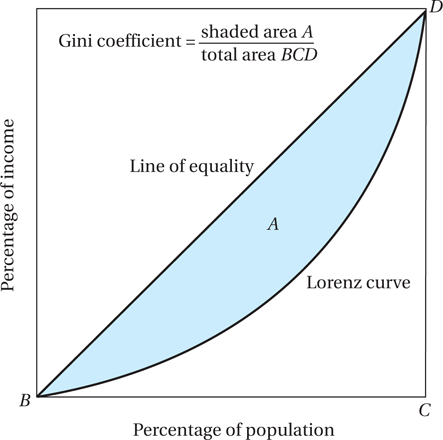 D
Gini coefficient = shaded area A / total area BCD
Line of equality
Percentage of income
A
Lorenz curve
B
C
Percentage of population